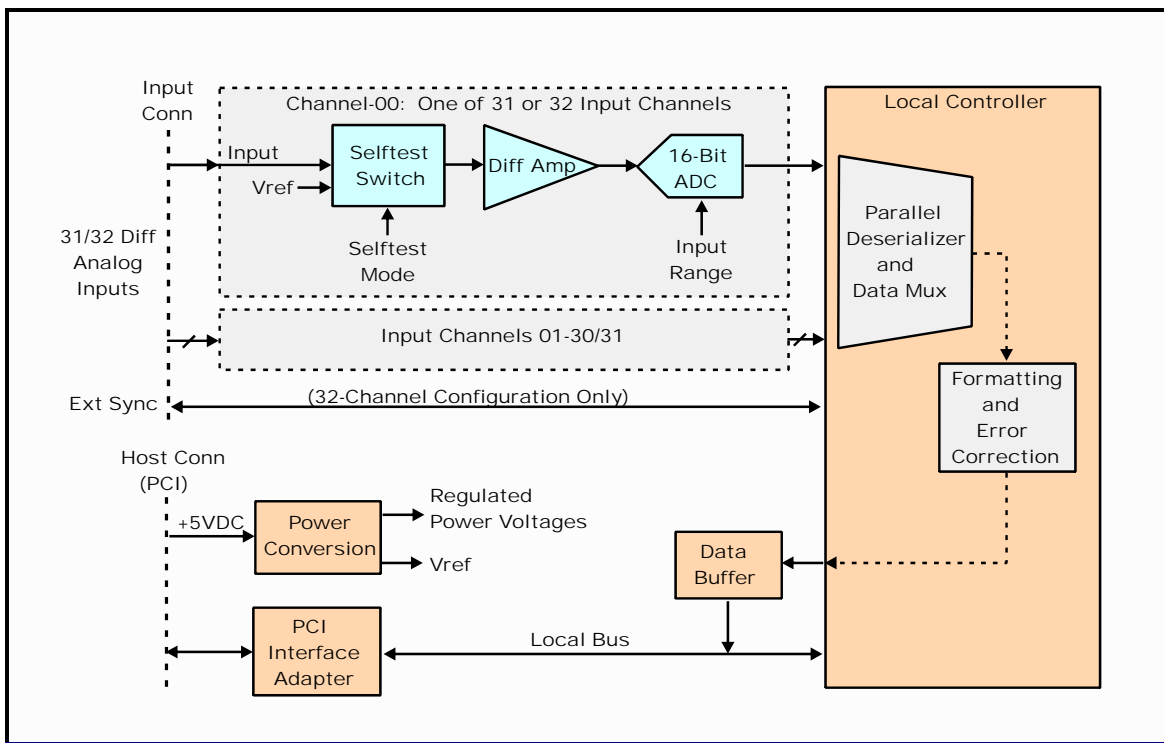 Input
Conn
Channel-00: One of 31 or 32 Input Channels
Local Controller
Input
Vref
Selftest
Switch
Diff Amp
16-Bit
ADC
Selftest
Mode
Input
Range
31/32 Diff
Analog
Inputs
Parallel
Deserializer
and
Data Mux
Input Channels 01-30/31
Ext Sync
(32-Channel Configuration Only)
Formatting
and
Error
Correction
Host Conn
(PCI)
+5VDC
Power
Conversion
Regulated
Power Voltages
Vref
Data
Buffer
PCI
Interface
Adapter
Local Bus